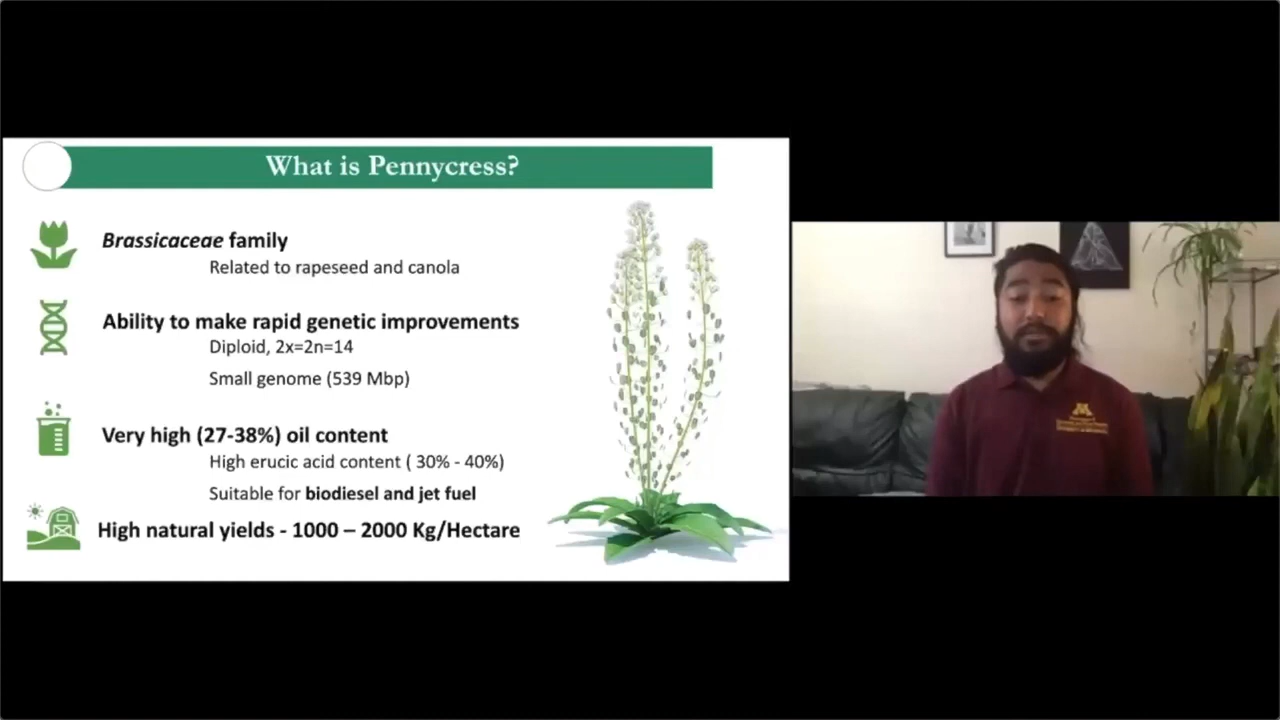 What is Pennycress?
Brassicaceae family
Related to rapeseed and canola
Ability to make rapid genetic improvements
Diploid, 2x=2n=14
Small genome (539 Mbp)
Very high (27-38%) oil content
High erucic acid content ( 30% - 40%)
Suitable for biodiesel and jet fuel
High natural yields - 1000 – 2000 Kg/Hectare
M